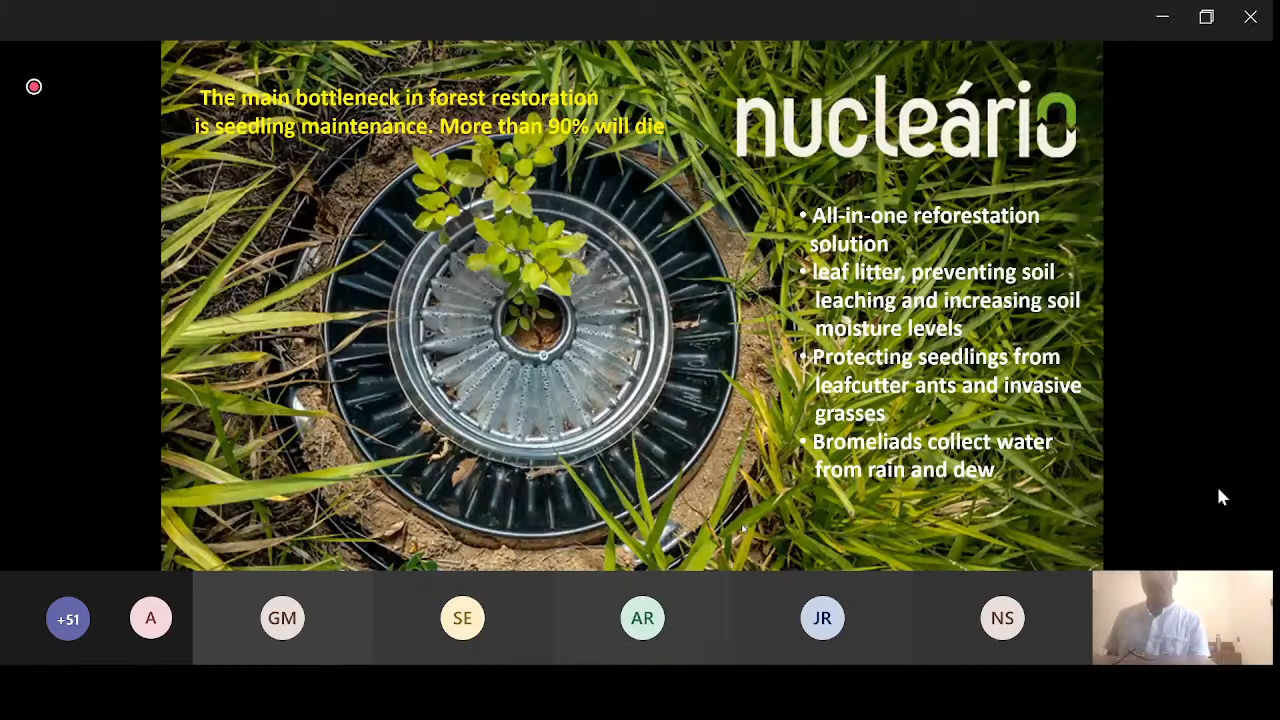 The main bottleneck in forest restoration
is seedling maintenance. More than 90% will die
nucleário
• All-in-one reforestation
solution
• leaf litter, preventing soil
leaching and increasing soil
moisture levels
• Protecting seedlings from
leafcutter ants and invasive
grasses
• Bromeliads collect water
from rain and dew
+51
A
GM
SE
AR
JR
NS